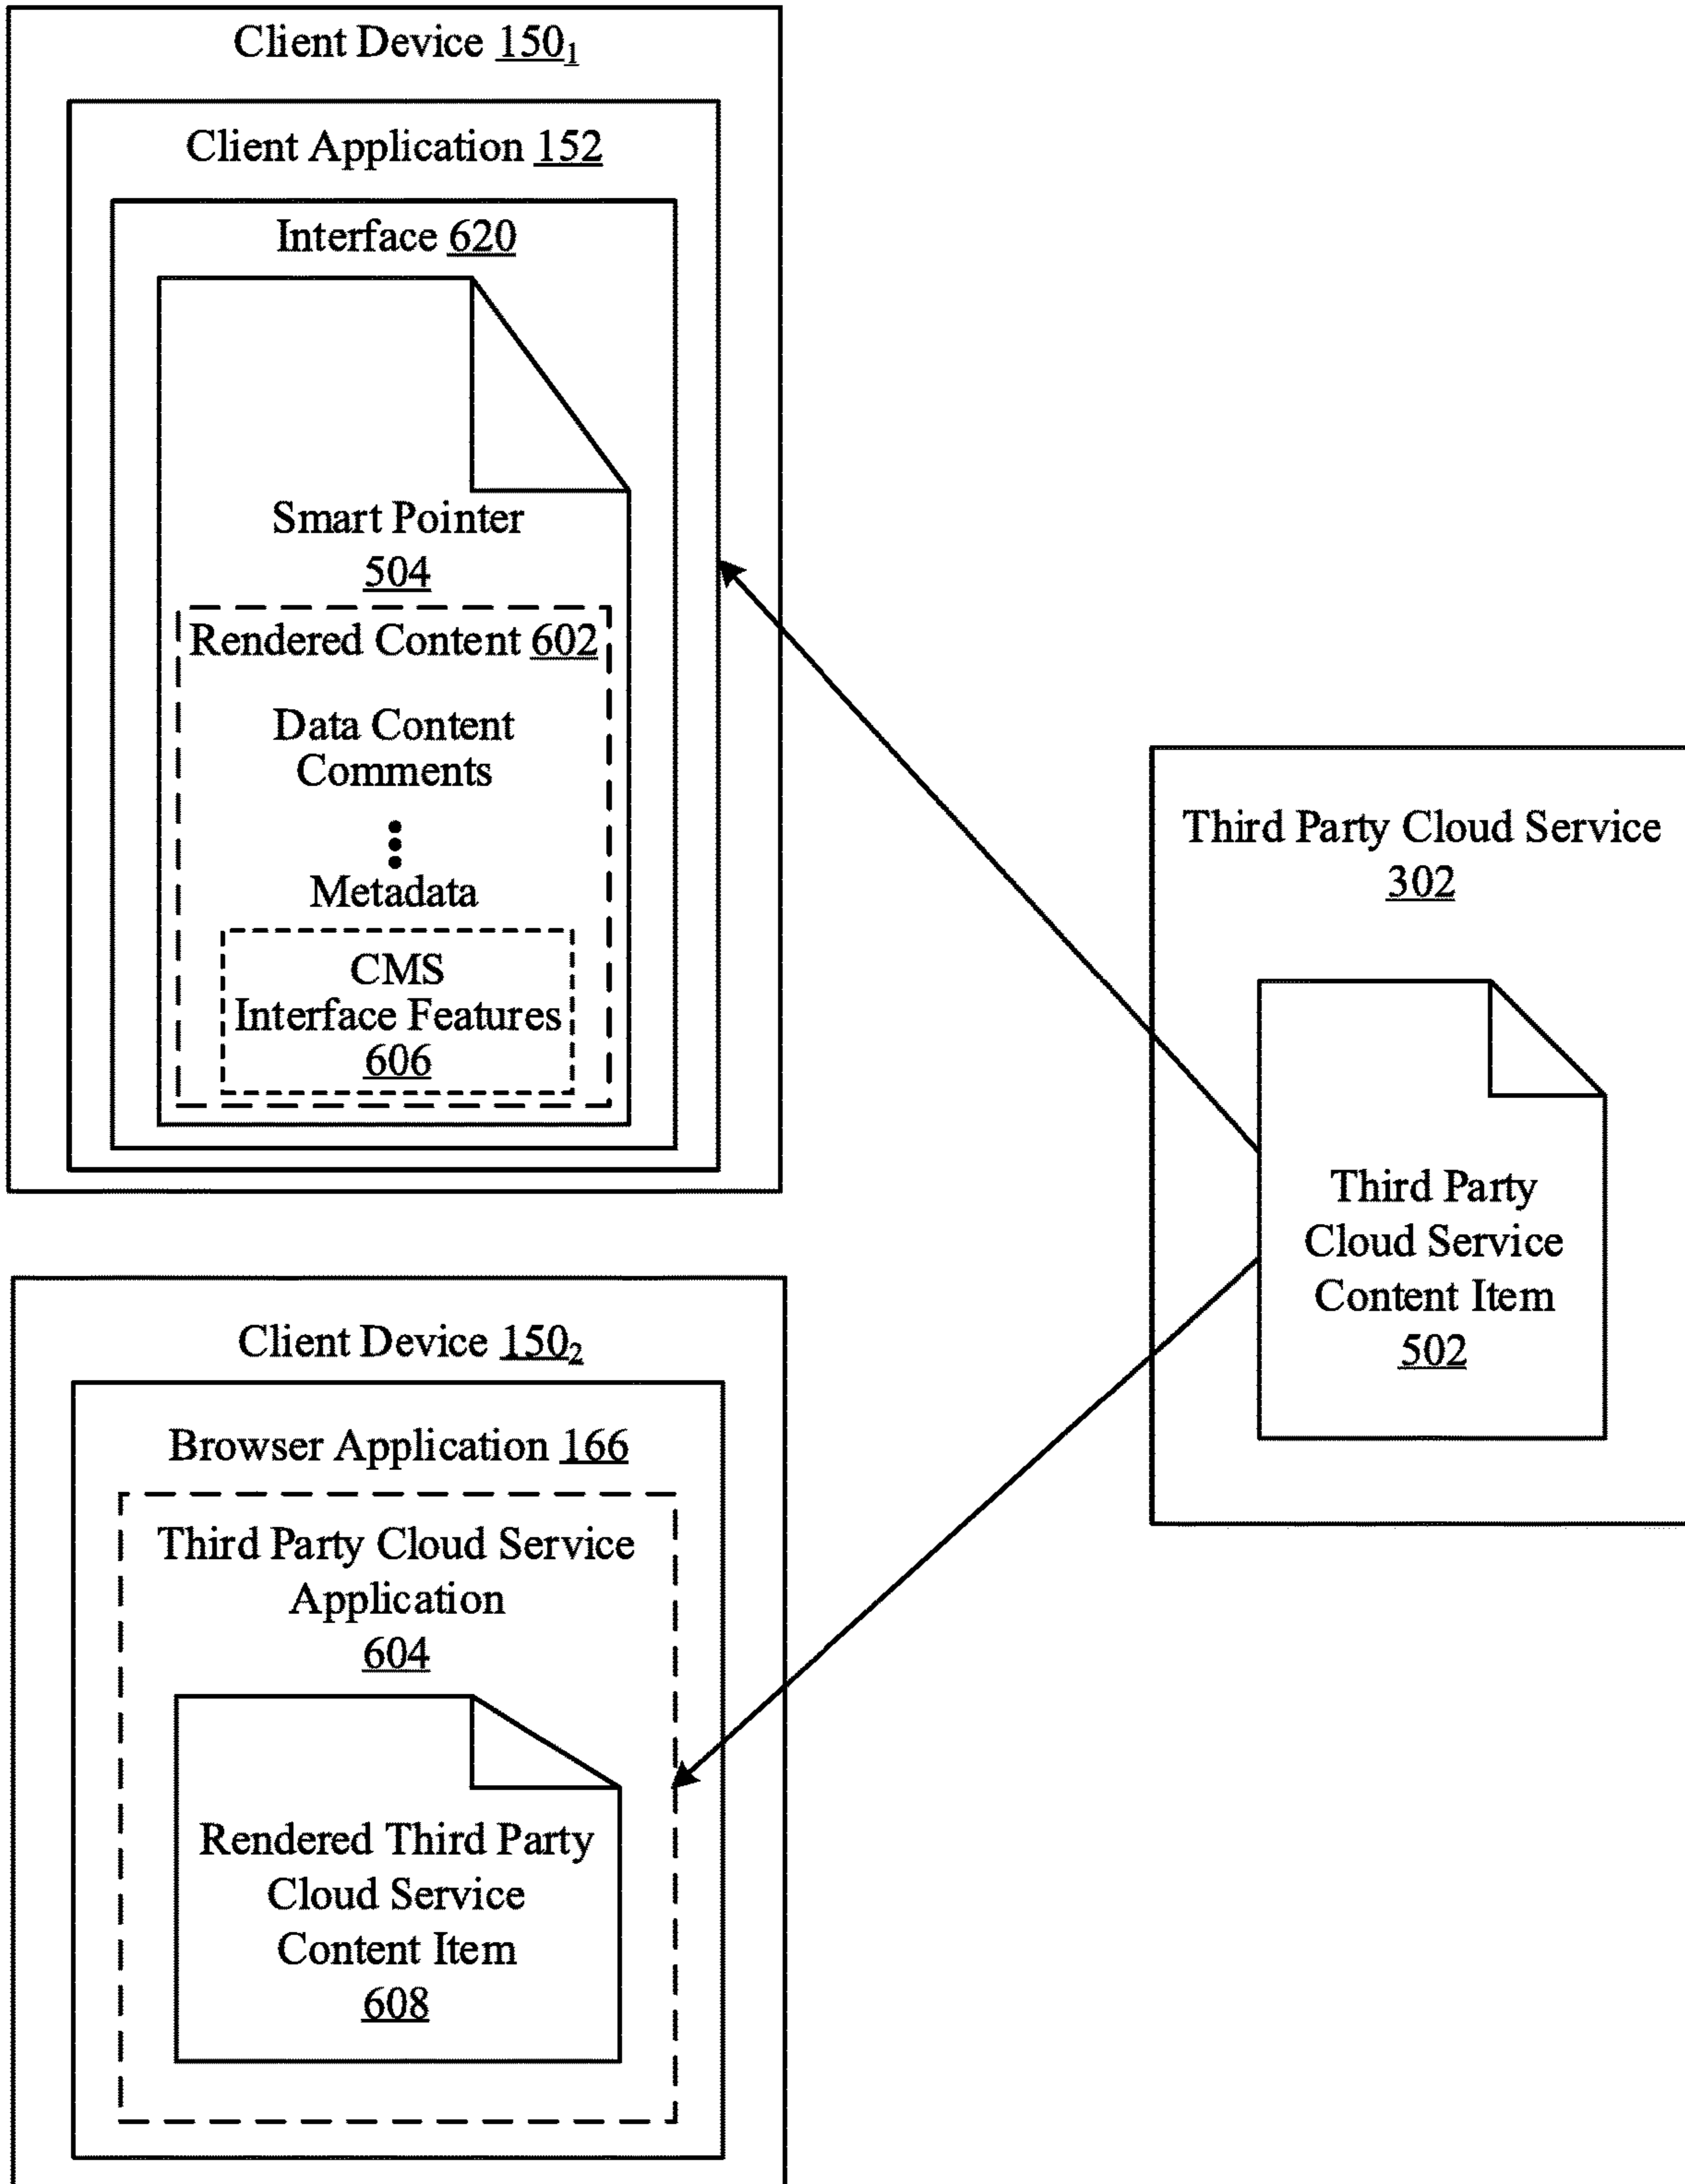 Client Device 150₁
Client Application 152
Interface 620
Smart Pointer
504
Rendered Content 602
Data Content
Comments
Metadata
CMS
Interface Features
606
Third Party Cloud Service
302
Third Party
Cloud Service
Content Item
502
Client Device 150₂
Browser Application 166
Third Party Cloud Service
Application
604
Rendered Third Party
Cloud Service
Content Item
608